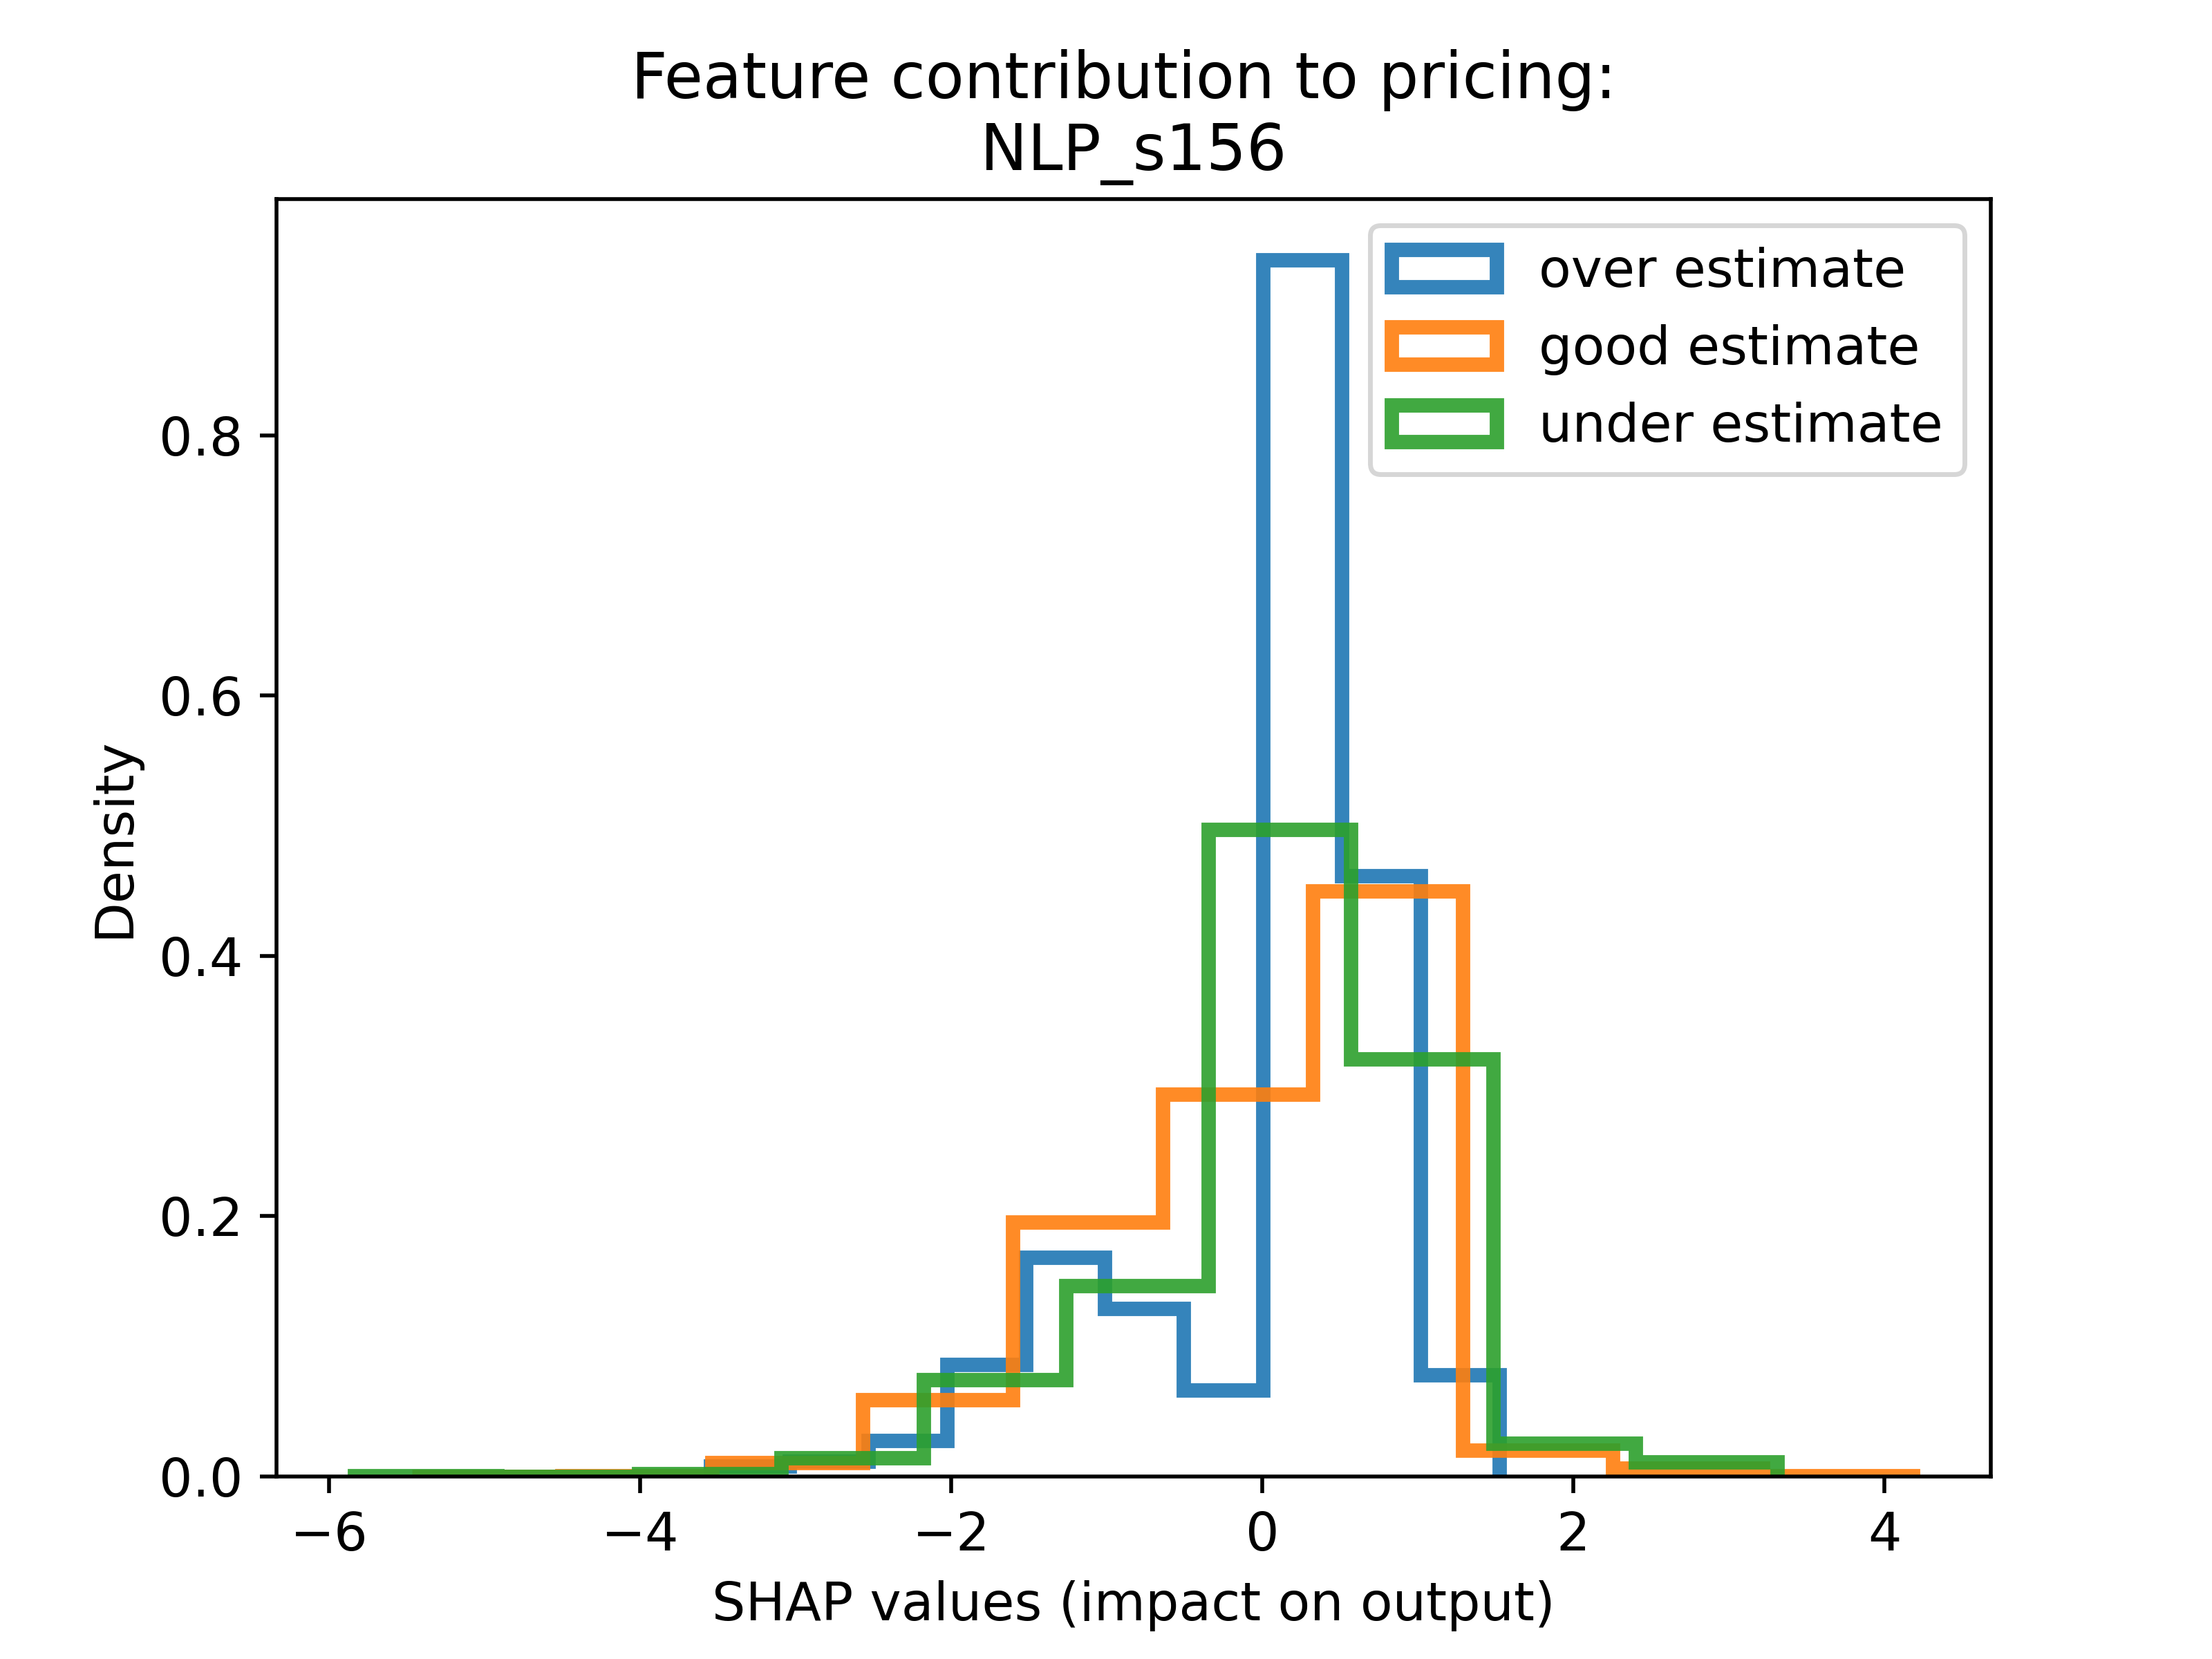 Feature contribution to pricing:
NLP_s156
over estimate
good estimate
under estimate
0.8
0.6
0.4
0.2
0.0
Density
−6
−4
−2
0
2
4
SHAP values (impact on output)